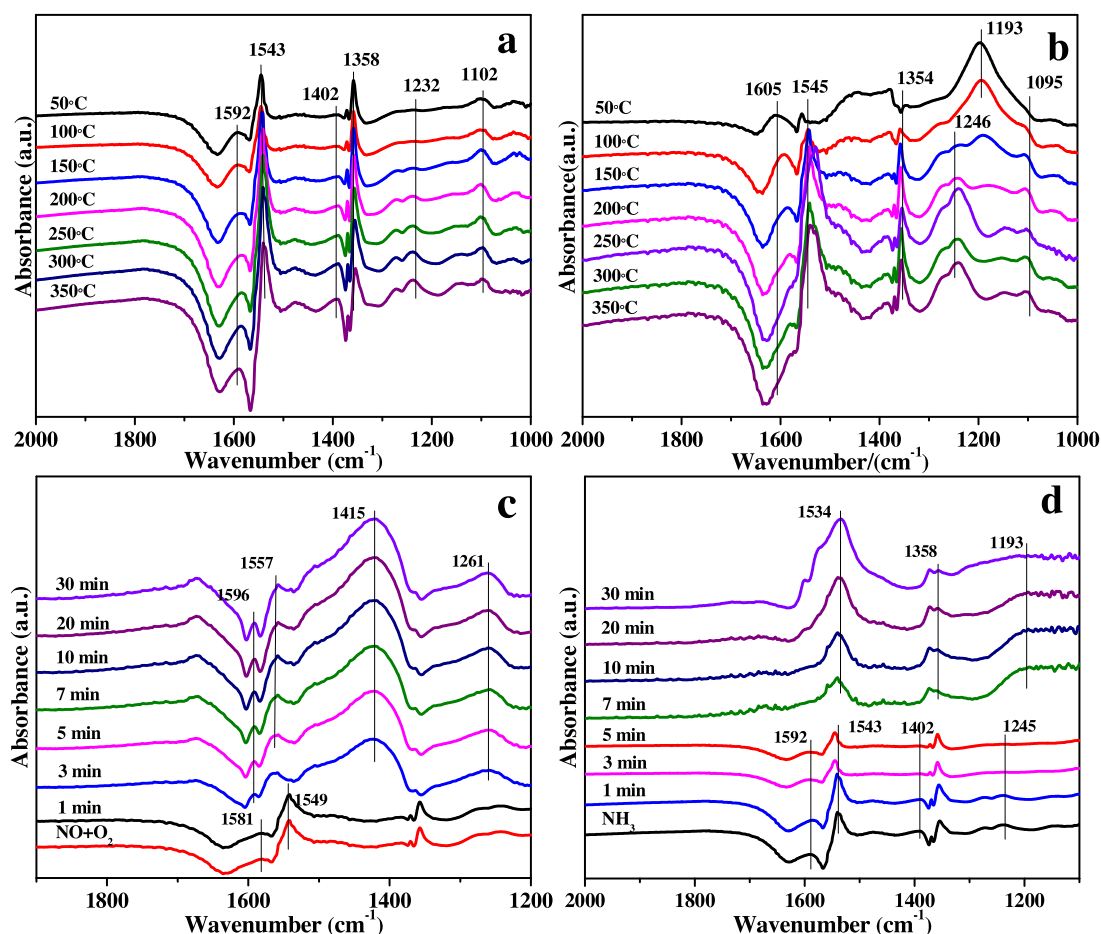 a
1543
1358
1592
1402
1232
1102
50°C
100°C
150°C
200°C
250°C
300°C
350°C
Absorbance(a.u.)
2000 1800 1600 1400 1200 1000
Wavenumber (cm-1)
b
1193
1605
1545
1354
1095
1246
50°C
100°C
150°C
200°C
250°C
300°C
350°C
Absorbance(a.u.)
2000 1800 1600 1400 1200 1000
Wavenumber/(cm-1)
c
1415
1557
1261
1596
30 min
20 min
10 min
7 min
5 min
3 min
1 min
1549
1581
NO+O2
Absorbance (a.u.)
1800 1600 1400 1200
Wavenumber (cm-1)
d
1534
1358
1193
30 min
20 min
10 min
7 min
5 min
3 min
1 min
NH3
1592
1543
1402
1245
Absorbance (a.u.)
2000 1800 1600 1400 1200
Wavenumber (cm-1)